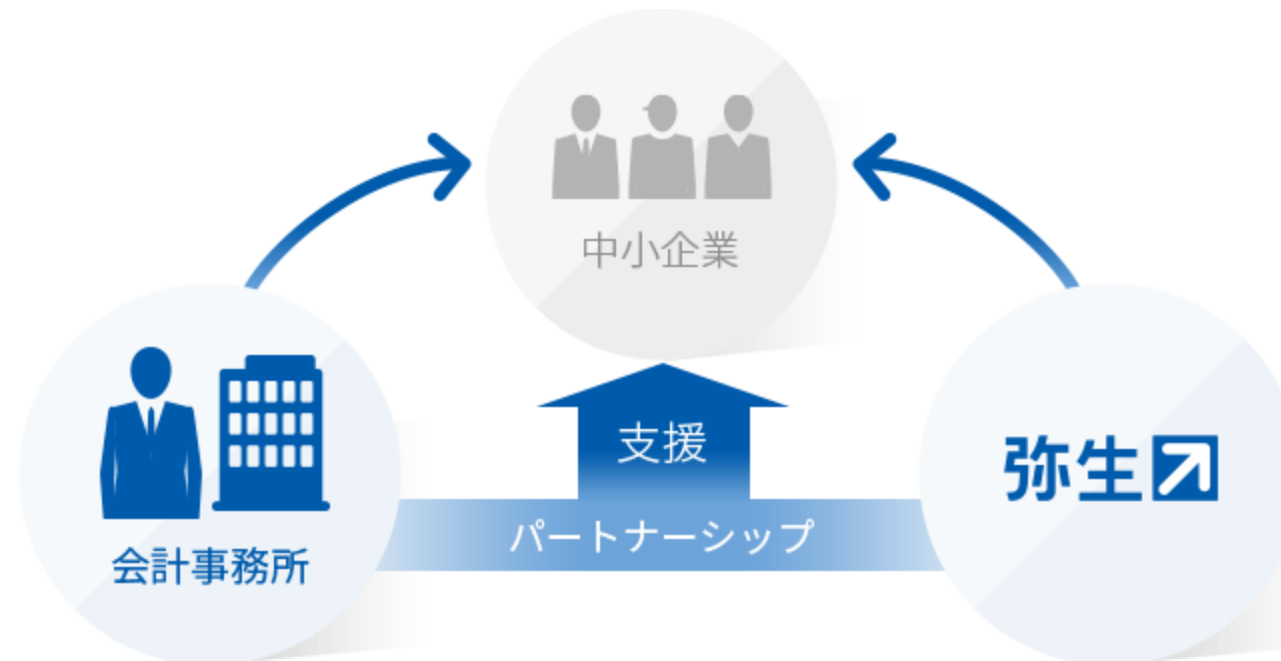 中小企業
支援
パートナーシップ
会計事務所
弥生